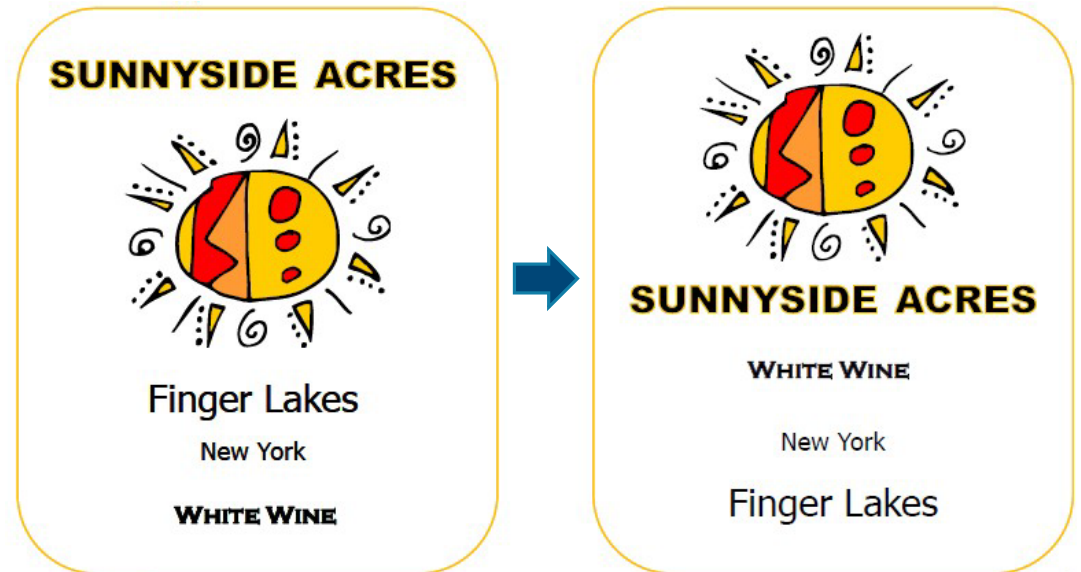 SUNNYSIDE ACRES
Finger Lakes
New York
WHITE WINE
SUNNYSIDE ACRES
WHITE WINE
New York
Finger Lakes